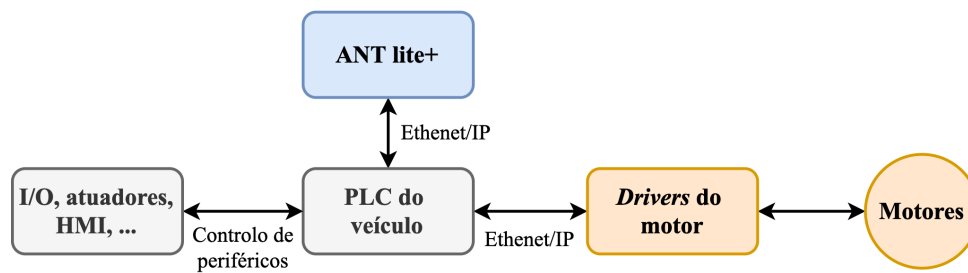 ANT lite+
Ethenet/IP
I/O, atuadores,
HMI, ...
Controlo de
periféricos
PLC do
veículo
Ethenet/IP
Drivers do
motor
Motores